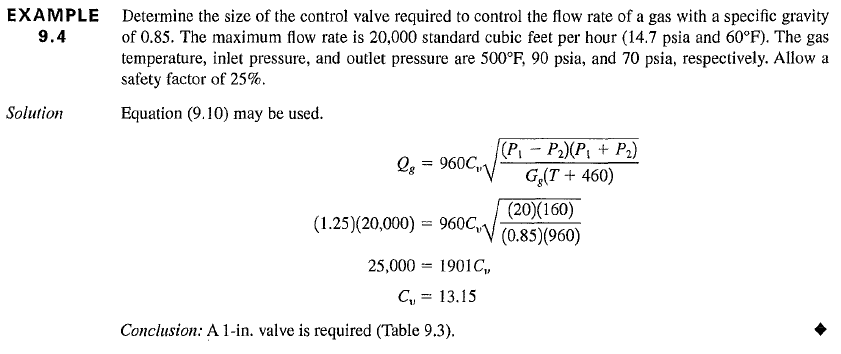 EXAMPLE 9.4
Determine the size of the control valve required to control the flow rate of a gas with a specific gravity
of 0.85. The maximum flow rate is 20,000 standard cubic feet per hour (14.7 psia and 60°F). The gas
temperature, inlet pressure, and outlet pressure are 500°F, 90 psia, and 70 psia, respectively. Allow a
safety factor of 25%.
Solution
Equation (9.10) may be used.
Q_g = 960C_v √((P_1 − P_2)(P_1 + P_2) / G_g(T + 460))
(1.25)(20,000) = 960C_v √((20)(160) / (0.85)(960))
25,000 = 1901C_v
C_v = 13.15
Conclusion: A 1-in. valve is required (Table 9.3).